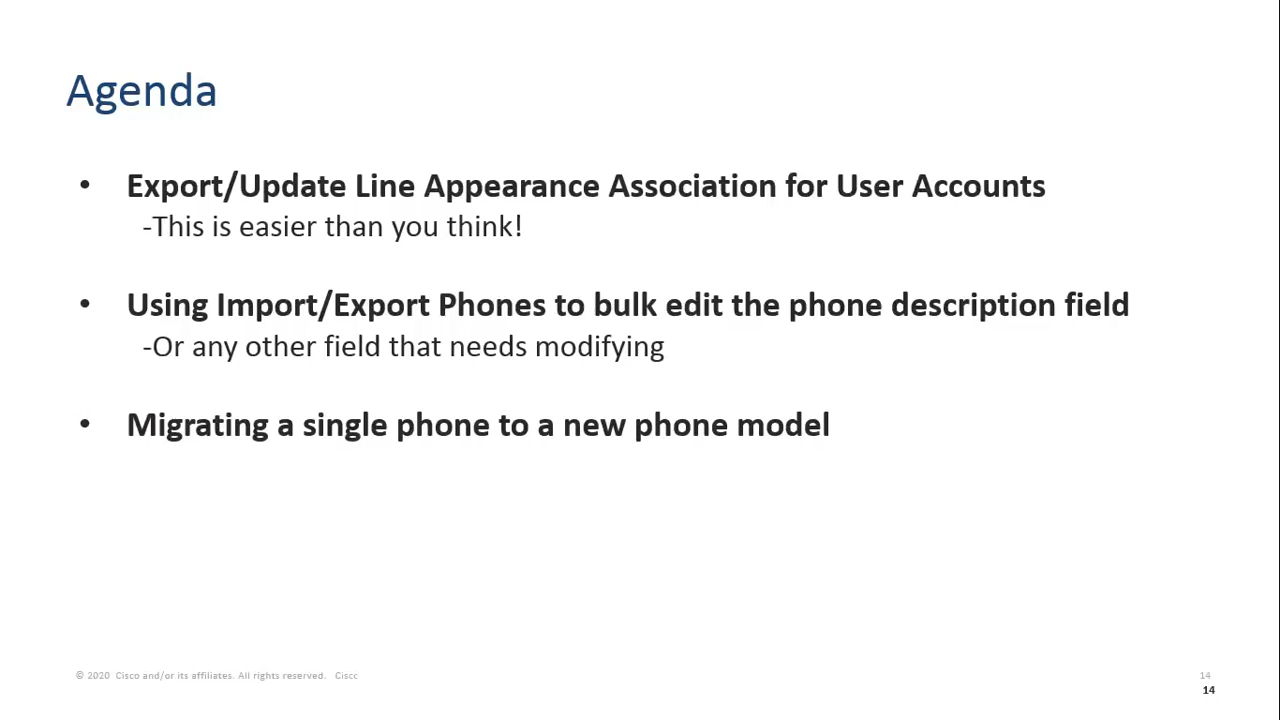 Agenda
• Export/Update Line Appearance Association for User Accounts
-This is easier than you think!
• Using Import/Export Phones to bulk edit the phone description field
-Or any other field that needs modifying
• Migrating a single phone to a new phone model
© 2020 Cisco and/or its affiliates. All rights reserved. Ciscc
14
14